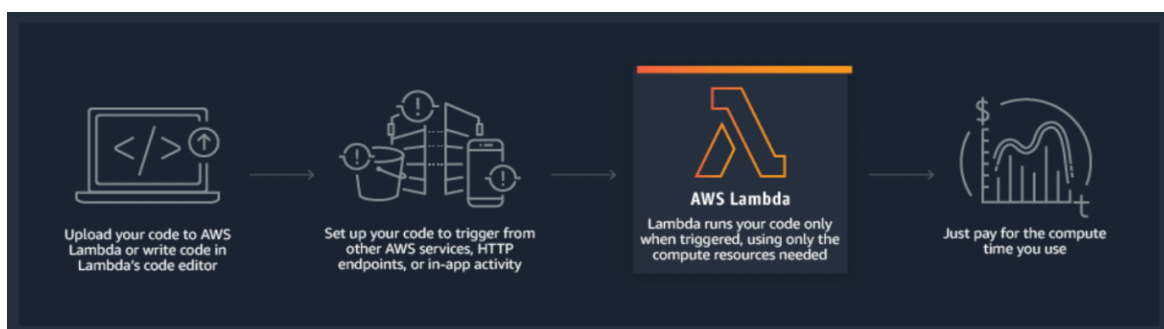 Upload your code to AWS
Lambda or write code in
Lambda's code editor
Set up your code to trigger from
other AWS services, HTTP
endpoints, or in-app activity
AWS Lambda
Lambda runs your code only
when triggered, using only the
compute resources needed
$
t
Just pay for the compute
time you use